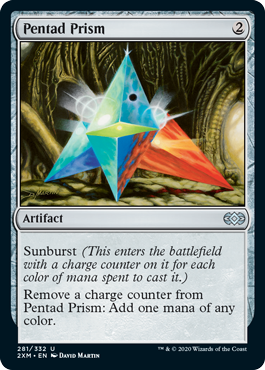 Pentad Prism 2
Artifact
Sunburst (This enters the battlefield
with a charge counter on it for each
color of mana spent to cast it.)
Remove a charge counter from
Pentad Prism: Add one mana of any
color.
281/332 U
2XM • EN DAVID MARTIN
™ & © 2020 Wizards of the Coast